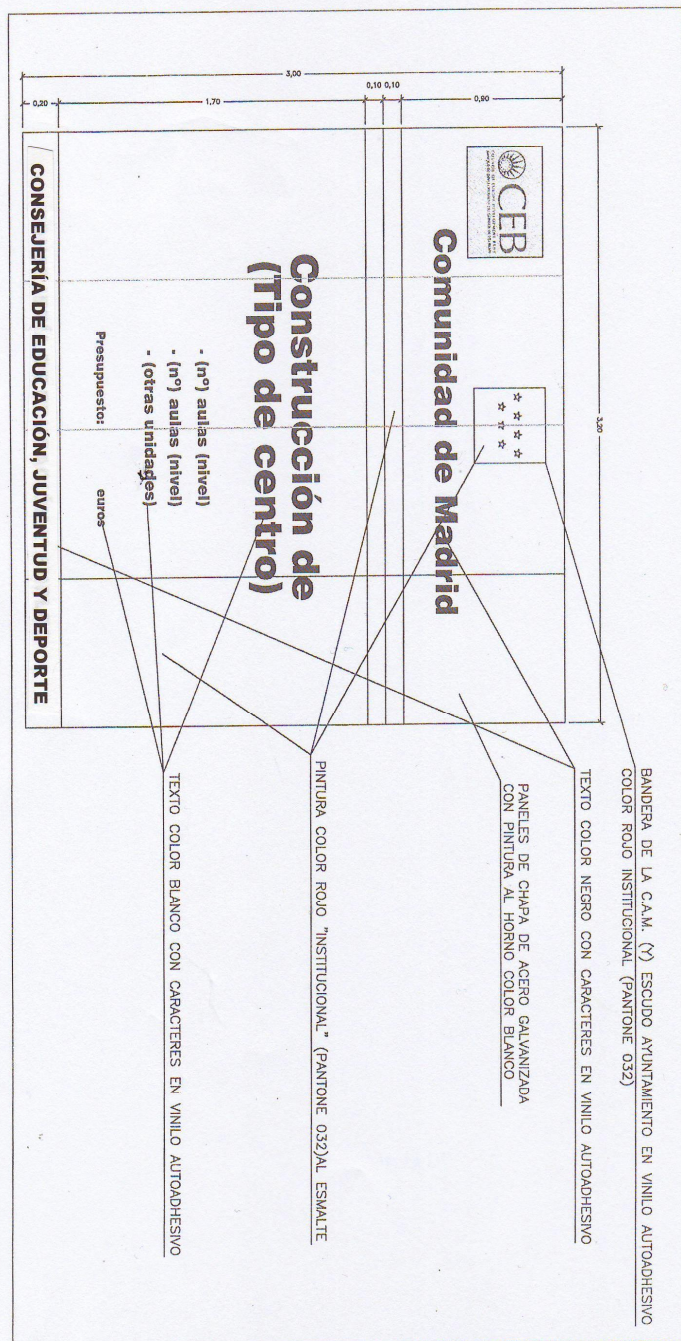 3,20
3,00
0,90
0,10 0,10
1,70
0,20
CEB
Comunidad de Madrid
Construcción de
(Tipo de centro)
- (nº) aulas (nivel)
- (nº) aulas (nivel)
- (otras unidades)
Presupuesto: euros
CONSEJERÍA DE EDUCACIÓN, JUVENTUD Y DEPORTE
BANDERA DE LA C.A.M. (Y) ESCUDO AYUNTAMIENTO EN VINILO AUTOADHESIVO
COLOR ROJO INSTITUCIONAL (PANTONE 032)
TEXTO COLOR NEGRO CON CARACTERES EN VINILO AUTOADHESIVO
PANELES DE CHAPA DE ACERO GALVANIZADA
CON PINTURA AL HORNO COLOR BLANCO
PINTURA COLOR ROJO "INSTITUCIONAL" (PANTONE 032)AL ESMALTE
TEXTO COLOR BLANCO CON CARACTERES EN VINILO AUTOADHESIVO